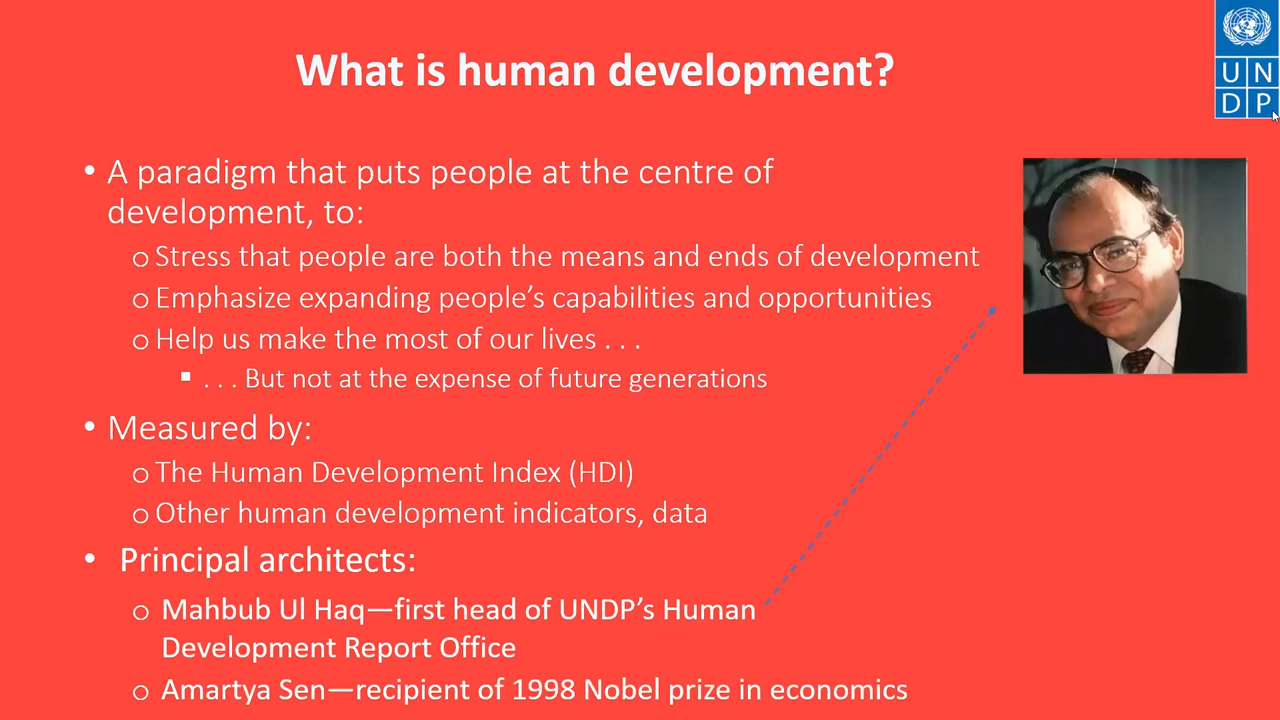 What is human development?
U N
D P
• A paradigm that puts people at the centre of
development, to:
o Stress that people are both the means and ends of development
o Emphasize expanding people’s capabilities and opportunities
o Help us make the most of our lives . . .
▪ . . . But not at the expense of future generations
• Measured by:
o The Human Development Index (HDI)
o Other human development indicators, data
• Principal architects:
o Mahbub Ul Haq—first head of UNDP’s Human
Development Report Office
o Amartya Sen—recipient of 1998 Nobel prize in economics